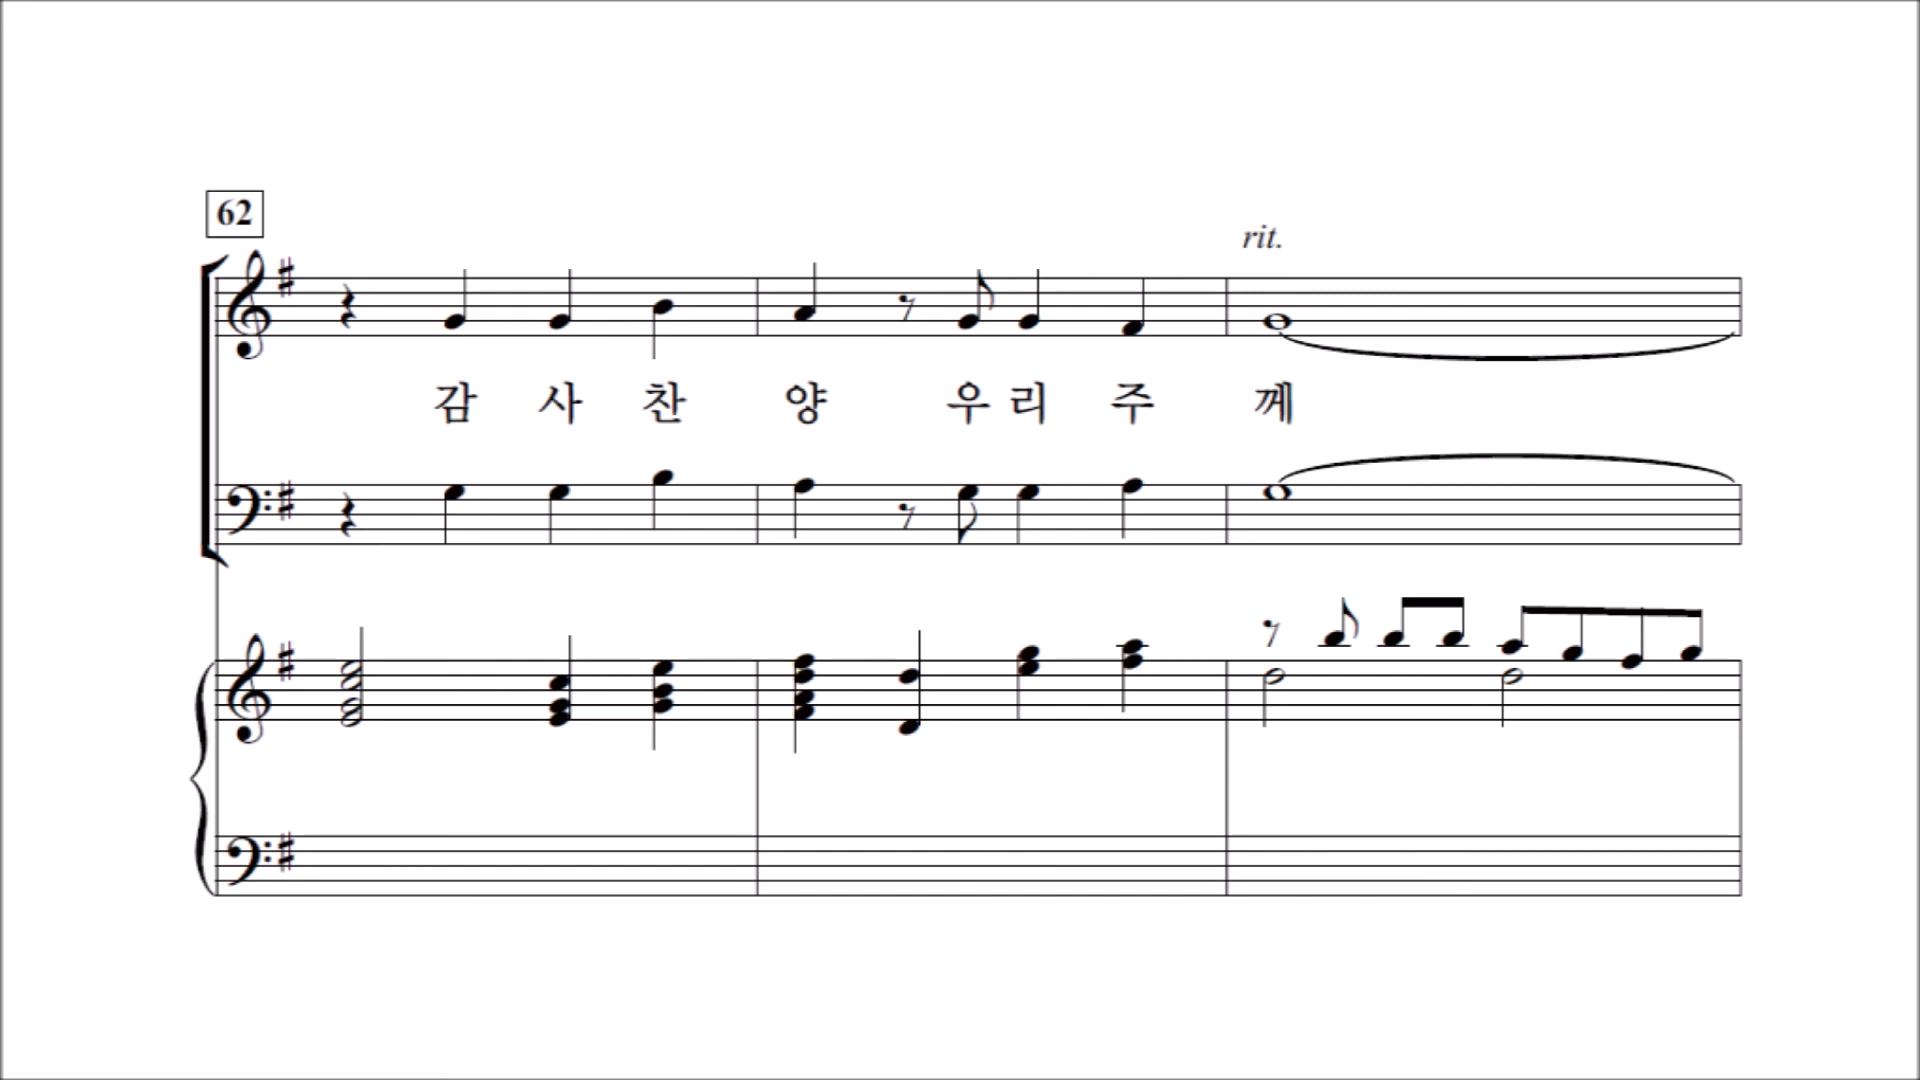 62
rit.
감 사 찬 양 우 리 주 께